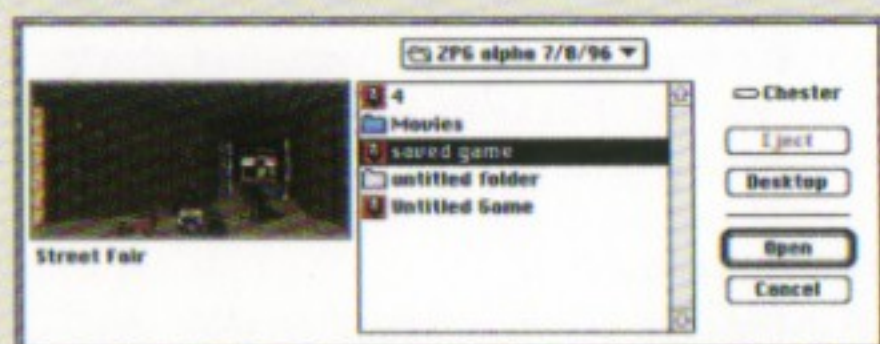 ZPG alpha 7/8/96
4
Movies
saved game
untitled folder
Untitled Game
Street Fair
Chester
Eject
Desktop
Open
Cancel